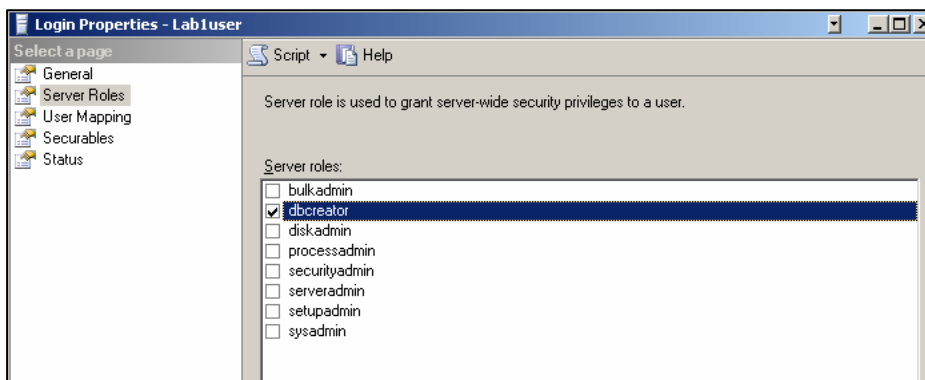 Login Properties - Lab1user
Select a page
General
Server Roles
User Mapping
Securables
Status
Script Help
Server role is used to grant server-wide security privileges to a user.
Server roles:
bulkadmin
dbcreator
diskadmin
processadmin
securityadmin
serveradmin
setupadmin
sysadmin